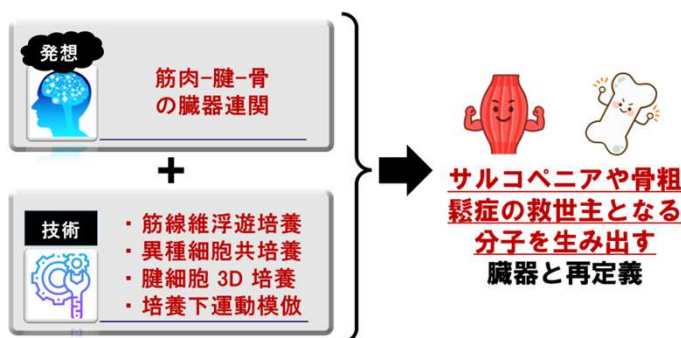 発想
筋肉−腱−骨
の臓器連関
+
技術
・筋線維浮遊培養
・異種細胞共培養
・腱細胞 3D 培養
・培養下運動模倣
サルコペニアや骨粗
鬆症の救世主となる
分子を生み出す
臓器と再定義